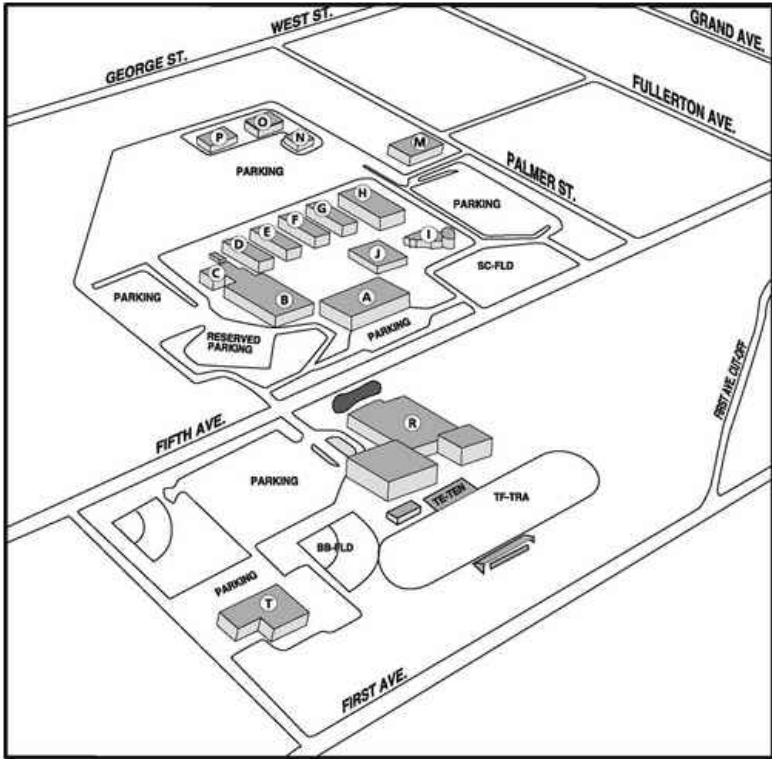 WEST ST.
GRAND AVE.
GEORGE ST.
FULLERTON AVE.
O
P
N
M
PALMER ST.
PARKING
H
PARKING
G
F
E
I
D
J
SC-FLD
C
B
A
PARKING
PARKING
RESERVED
PARKING
FIRST AVE. CUT-OFF
FIFTH AVE.
R
PARKING
TE-TEN
TF-TRA
BB-FLD
PARKING
T
FIRST AVE.